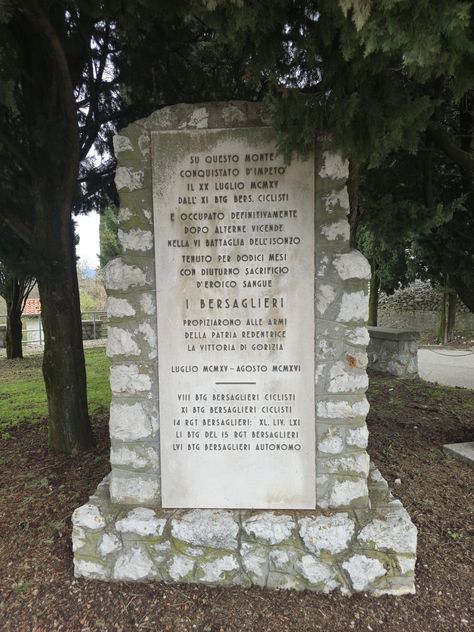 SU QUESTO MONTE
CONQUISTATO D'IMPETO
IL XX LUGLIO MCMXV
DALL' XI BTG BERS. CICLISTI
E OCCUPATO DEFINITIVAMENTE
DOPO ALTERNE VICENDE
NELLA VI BATTAGLIA DELL'ISONZO
TENUTO PER DODICI MESI
CON DIUTURNO SACRIFICIO
D'EROICO SANGUE
I BERSAGLIERI
PROPIZIARONO ALLE ARMI
DELLA PATRIA REDENTRICE
LA VITTORIA DI GORIZIA
LUGLIO MCMXV – AGOSTO MCMXVI
VIII BTG BERSAGLIERI CICLISTI
XI BTG BERSAGLIERI CICLISTI
14 RGT BERSAGLIERI: XL. LIV. LXI
LI BTG DEL 15 RGT BERSAGLIERI
LVI BTG BERSAGLIERI AUTONOMO